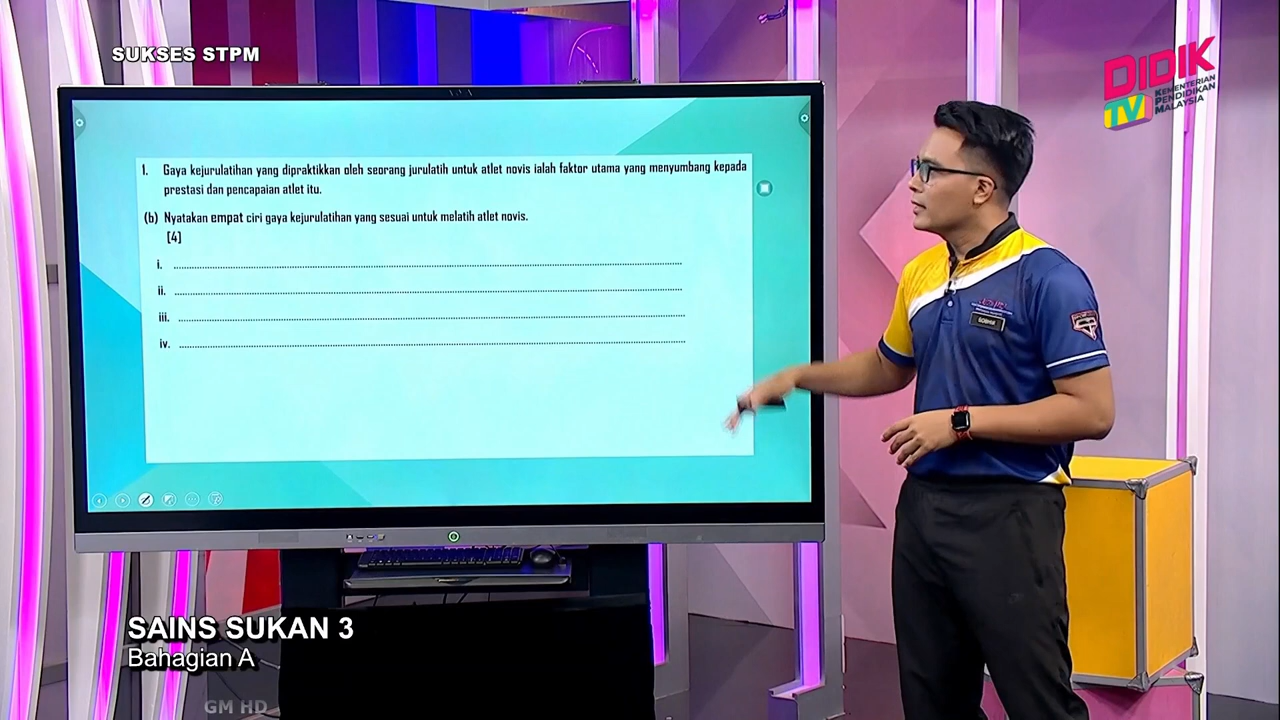 SUKSES STPM
DIDIK
TV
KEMENTERIAN
PENDIDIKAN
MALAYSIA
1. Gaya kejurulatihan yang dipraktikkan oleh seorang jurulatih untuk atlet novis ialah faktor utama yang menyumbang kepada
prestasi dan pencapaian atlet itu.
(b) Nyatakan empat ciri gaya kejurulatihan yang sesuai untuk melatih atlet novis.
[4]
i.
ii.
iii.
iv.
SAINS SUKAN 3
Bahagian A
GM HD